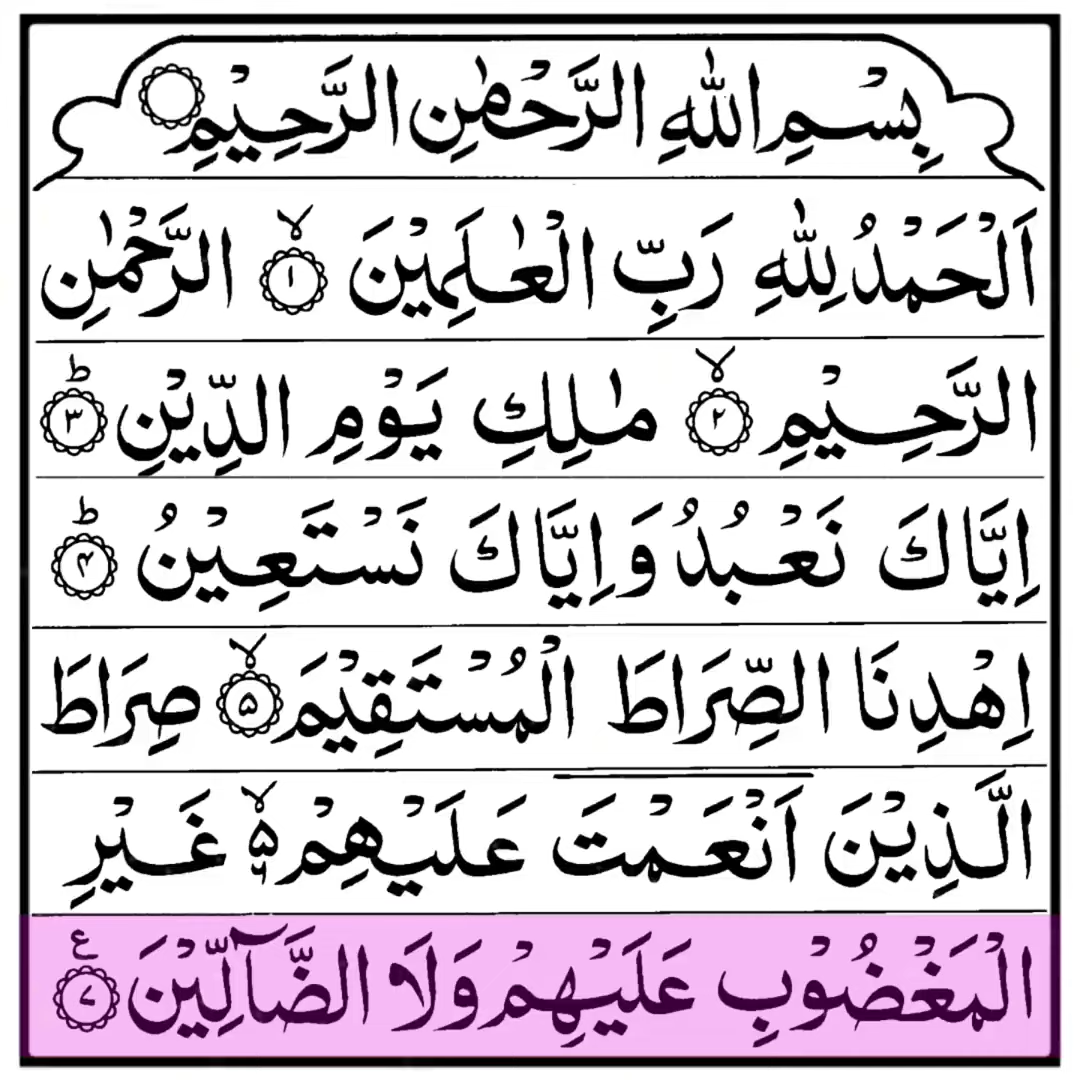 بِسْمِ اللّٰهِ الرَّحْمٰنِ الرَّحِيْمِ
اَلْحَمْدُ لِلّٰهِ رَبِّ الْعٰلَمِيْنَ ۙ‏﴿۱﴾ الرَّحْمٰنِ
الرَّحِيْمِ ۙ‏﴿۲﴾ مٰلِكِ يَوْمِ الدِّيْنِ ؕ‏﴿۳﴾
اِيَّاكَ نَعْبُدُ وَاِيَّاكَ نَسْتَعِيْنُ ؕ‏﴿۴﴾
اِهْدِنَا الصِّرَاطَ الْمُسْتَقِيْمَ ۙ‏﴿۵﴾ صِرَاطَ
الَّذِيْنَ اَنْعَمْتَ عَلَيْهِمْ ۙ۬ۦ غَيْرِ
الْمَغْضُوْبِ عَلَيْهِمْ وَلَا الضَّآلِّيْنَ ﴿۷﴾ ع